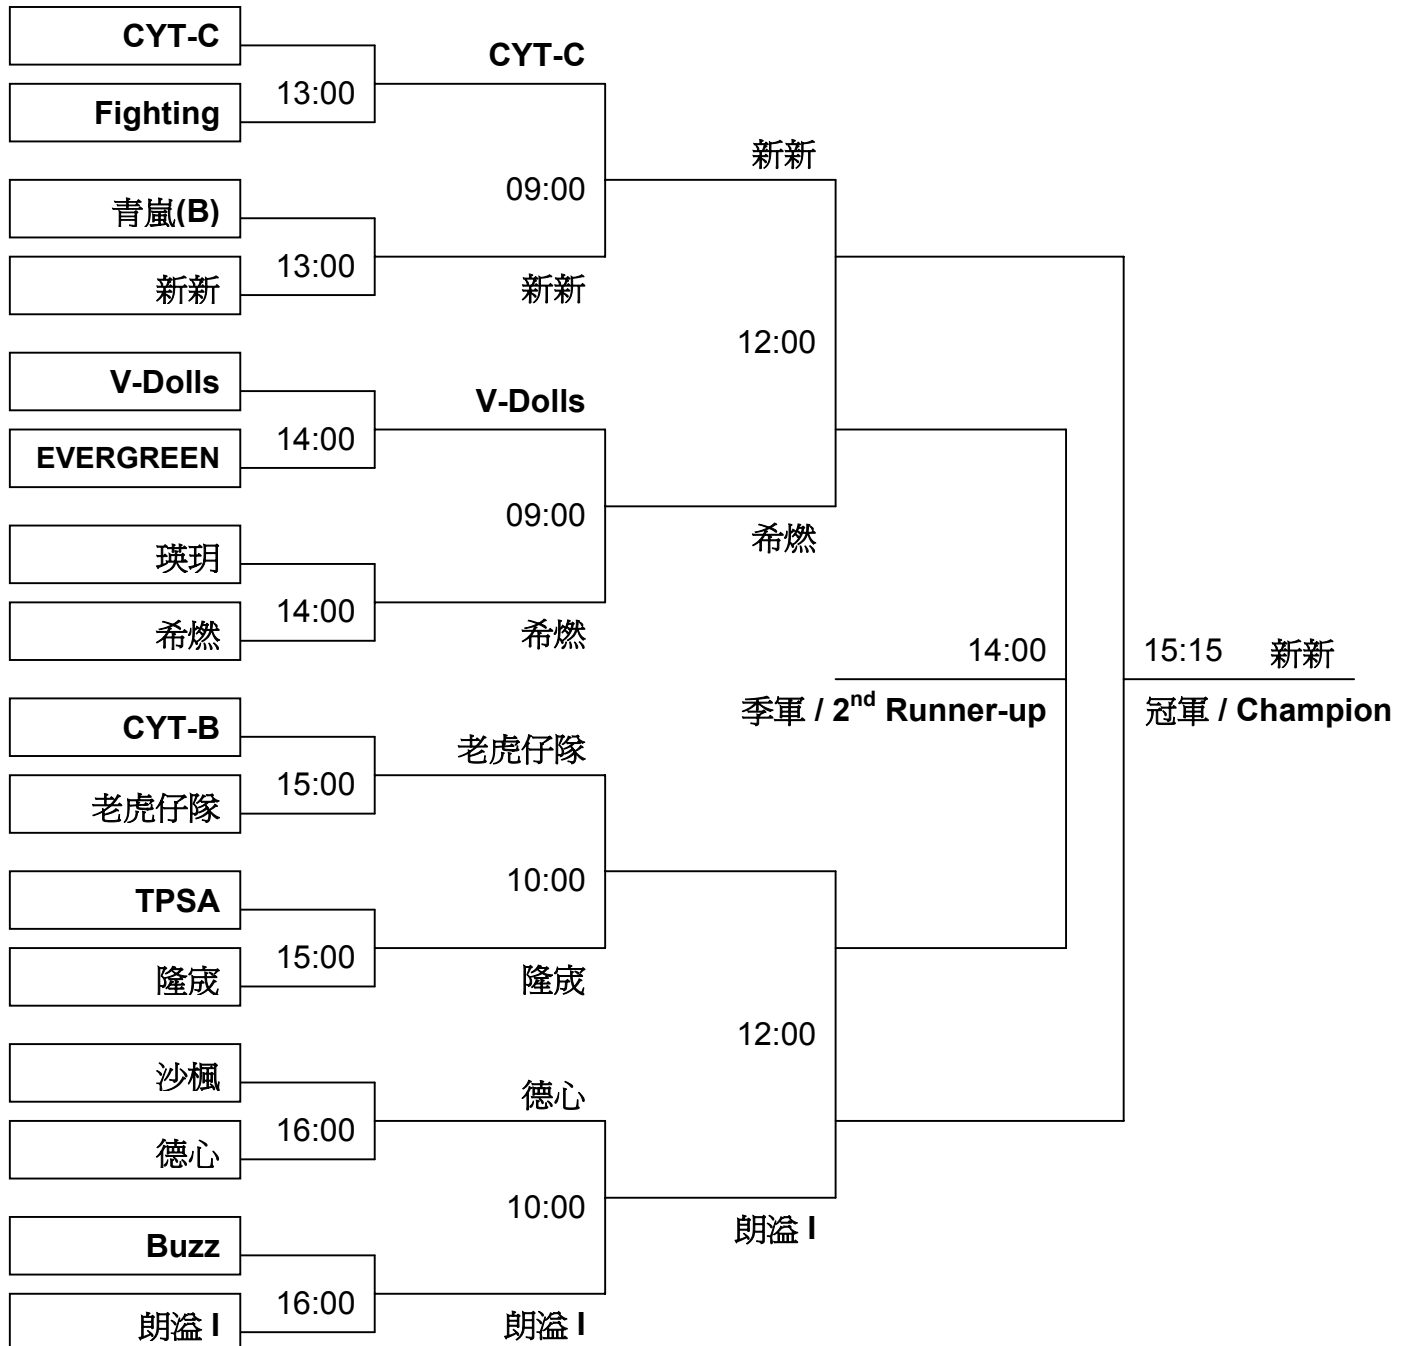 CYT-C
Fighting
13:00
CYT-C
青嵐(B)
新新
13:00
新新
09:00
新新
V-Dolls
EVERGREEN
14:00
V-Dolls
瑛玥
希燃
14:00
希燃
09:00
希燃
12:00
CYT-B
老虎仔隊
15:00
老虎仔隊
TPSA
隆宬
15:00
隆宬
10:00
沙楓
德心
16:00
德心
Buzz
朗溢 I
16:00
朗溢 I
10:00
朗溢 I
12:00
14:00
季軍 / 2nd Runner-up
15:15 新新
冠軍 / Champion